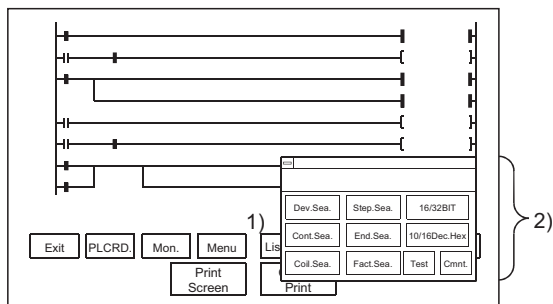 Dev.Sea. Step.Sea. 16/32BIT
1) Cont.Sea. End.Sea. 10/16Dec.Hex 2)
Exit PLCRD. Mon. Menu Lis
Coil.Sea. Fact.Sea. Test Cmnt.
Print
Screen
Print